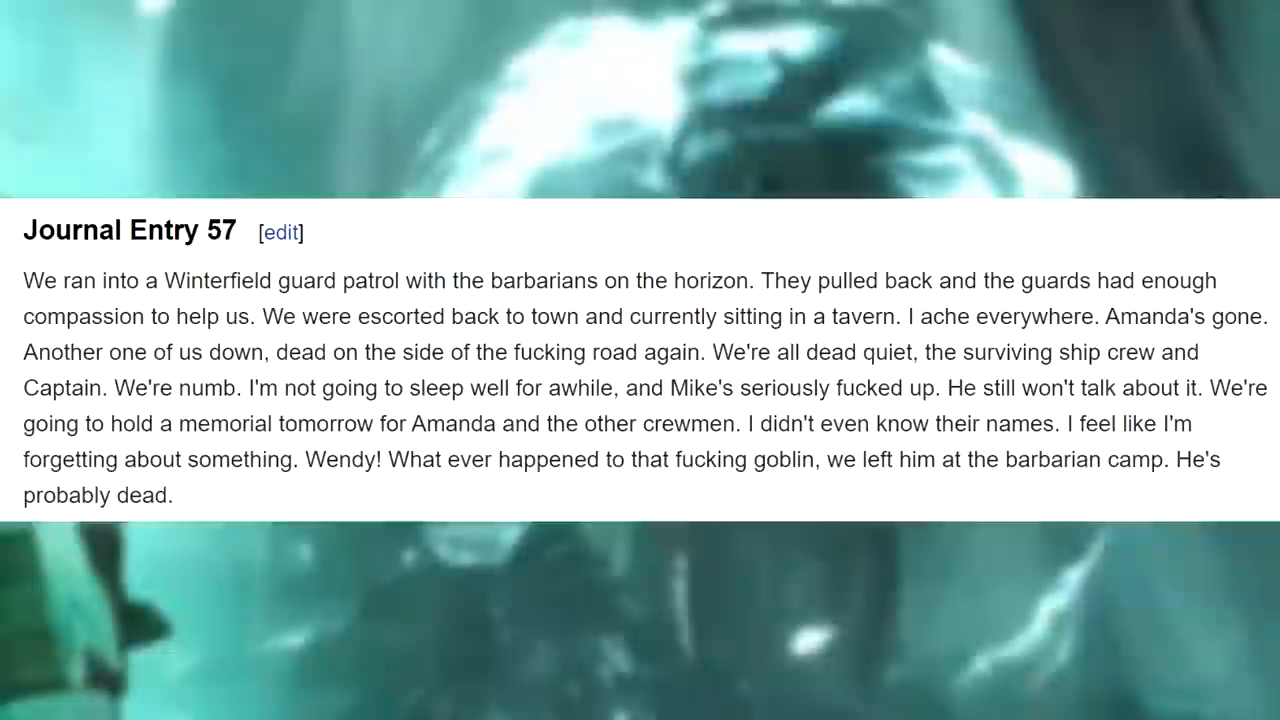 Journal Entry 57 [edit]
We ran into a Winterfield guard patrol with the barbarians on the horizon. They pulled back and the guards had enough
compassion to help us. We were escorted back to town and currently sitting in a tavern. I ache everywhere. Amanda's gone.
Another one of us down, dead on the side of the fucking road again. We're all dead quiet, the surviving ship crew and
Captain. We're numb. I'm not going to sleep well for awhile, and Mike's seriously fucked up. He still won't talk about it. We're
going to hold a memorial tomorrow for Amanda and the other crewmen. I didn't even know their names. I feel like I'm
forgetting about something. Wendy! What ever happened to that fucking goblin, we left him at the barbarian camp. He's
probably dead.